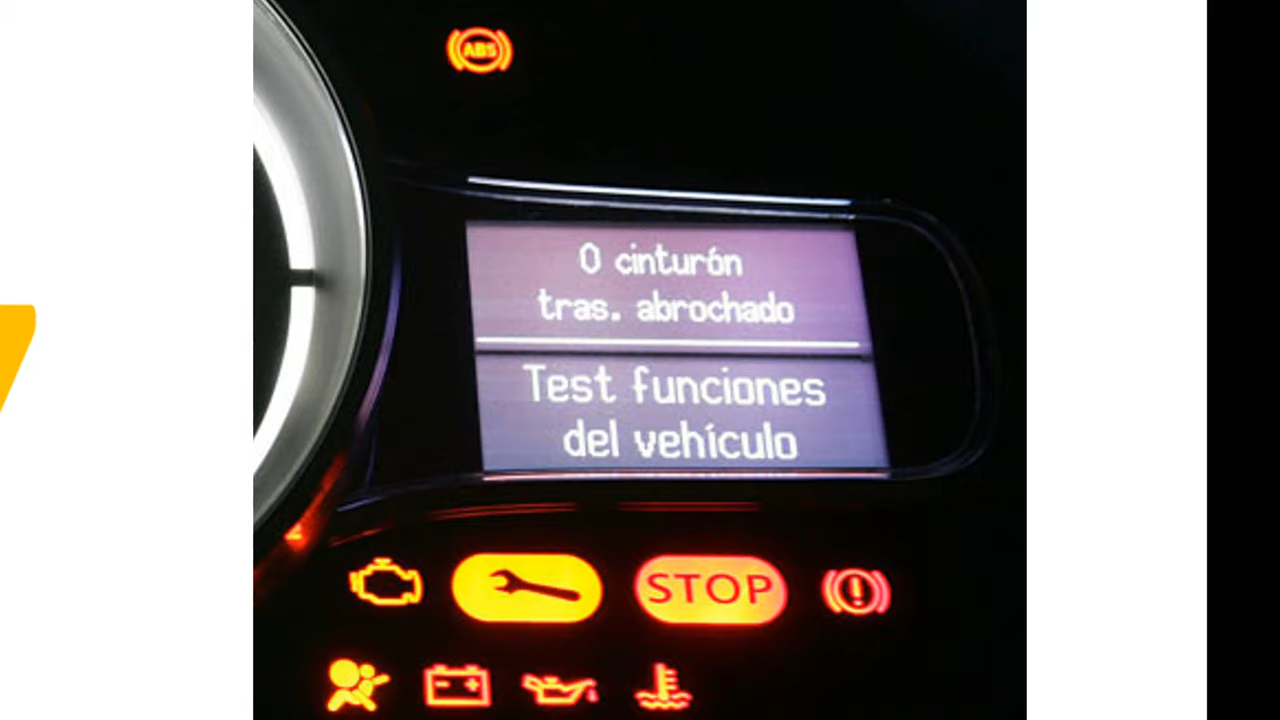 ABS
0 cinturón
tras. abrochado
Test funciones
del vehículo
STOP